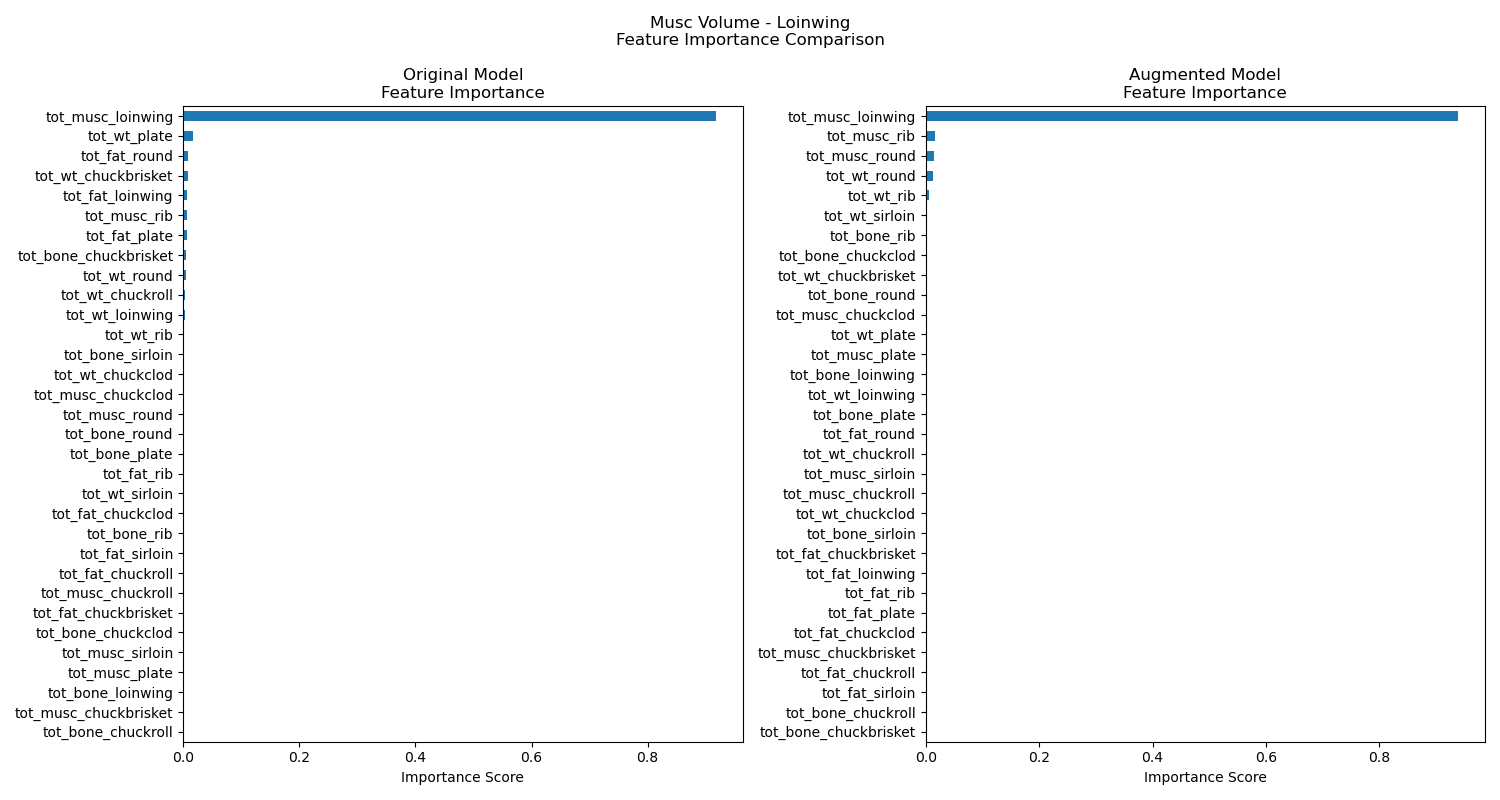 Musc Volume - Loinwing
Feature Importance Comparison
Original Model
Feature Importance
tot_musc_loinwing
tot_wt_plate
tot_fat_round
tot_wt_chuckbrisket
tot_fat_loinwing
tot_musc_rib
tot_fat_plate
tot_bone_chuckbrisket
tot_wt_round
tot_wt_chuckroll
tot_wt_loinwing
tot_wt_rib
tot_bone_sirloin
tot_wt_chuckclod
tot_musc_chuckclod
tot_musc_round
tot_bone_round
tot_bone_plate
tot_fat_rib
tot_wt_sirloin
tot_fat_chuckclod
tot_bone_rib
tot_fat_sirloin
tot_fat_chuckroll
tot_musc_chuckroll
tot_fat_chuckbrisket
tot_bone_chuckclod
tot_musc_sirloin
tot_musc_plate
tot_bone_loinwing
tot_musc_chuckbrisket
tot_bone_chuckroll
0.0 0.2 0.4 0.6 0.8
Importance Score
Augmented Model
Feature Importance
tot_musc_loinwing
tot_musc_rib
tot_musc_round
tot_wt_round
tot_wt_rib
tot_wt_sirloin
tot_bone_rib
tot_bone_chuckclod
tot_wt_chuckbrisket
tot_bone_round
tot_musc_chuckclod
tot_wt_plate
tot_musc_plate
tot_bone_loinwing
tot_wt_loinwing
tot_bone_plate
tot_fat_round
tot_wt_chuckroll
tot_musc_sirloin
tot_musc_chuckroll
tot_wt_chuckclod
tot_bone_sirloin
tot_fat_chuckbrisket
tot_fat_loinwing
tot_fat_rib
tot_fat_plate
tot_fat_chuckclod
tot_musc_chuckbrisket
tot_fat_chuckroll
tot_fat_sirloin
tot_bone_chuckroll
tot_bone_chuckbrisket
0.0 0.2 0.4 0.6 0.8
Importance Score